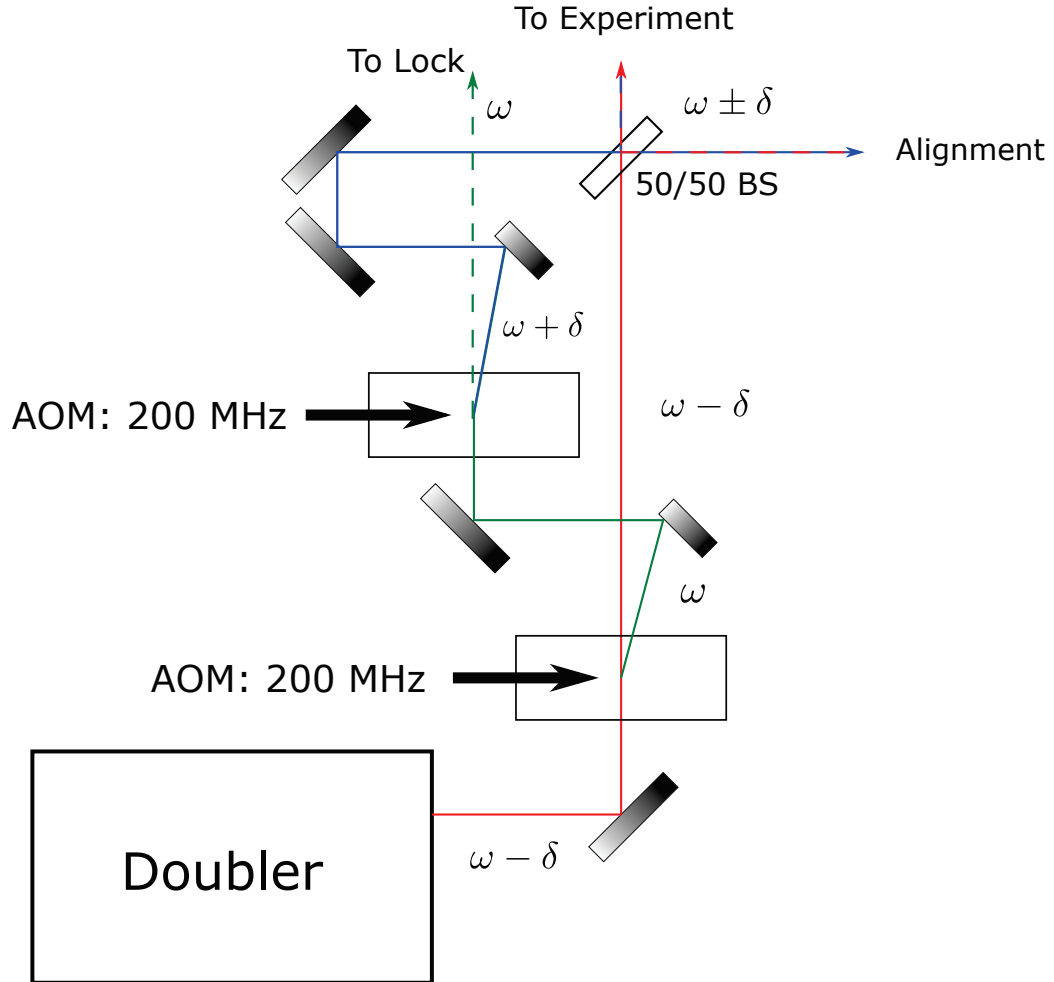 To Experiment
To Lock
ω
ω ± δ
Alignment
50/50 BS
ω + δ
AOM: 200 MHz
ω − δ
ω
AOM: 200 MHz
Doubler
ω − δ